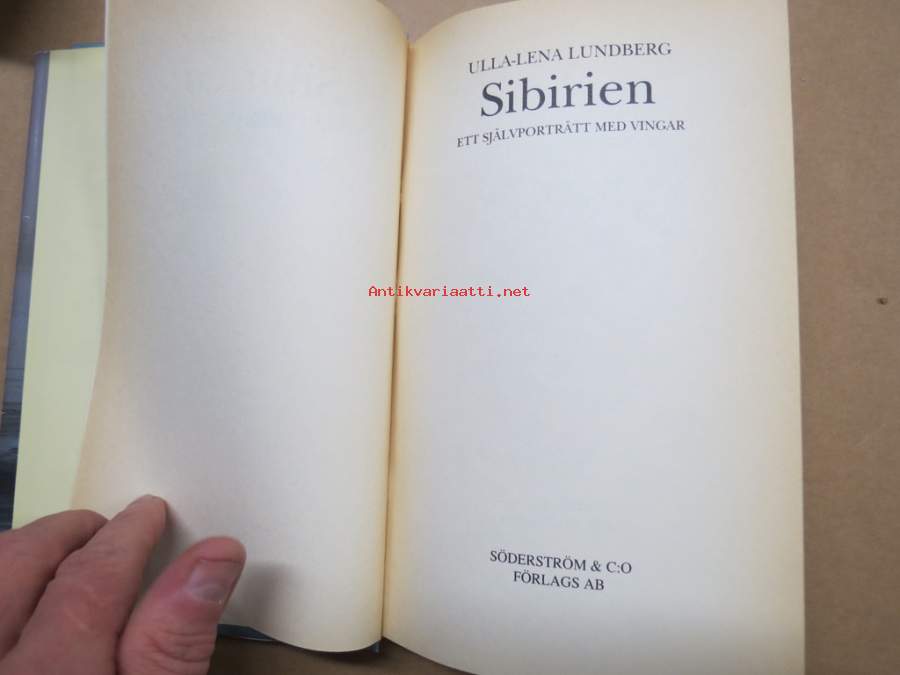 ULLA-LENA LUNDBERG
Sibirien
ETT SJÄLVPORTRÄTT MED VINGAR
Antikvariaatti.net
SÖDERSTRÖM & C:O
FÖRLAGS AB